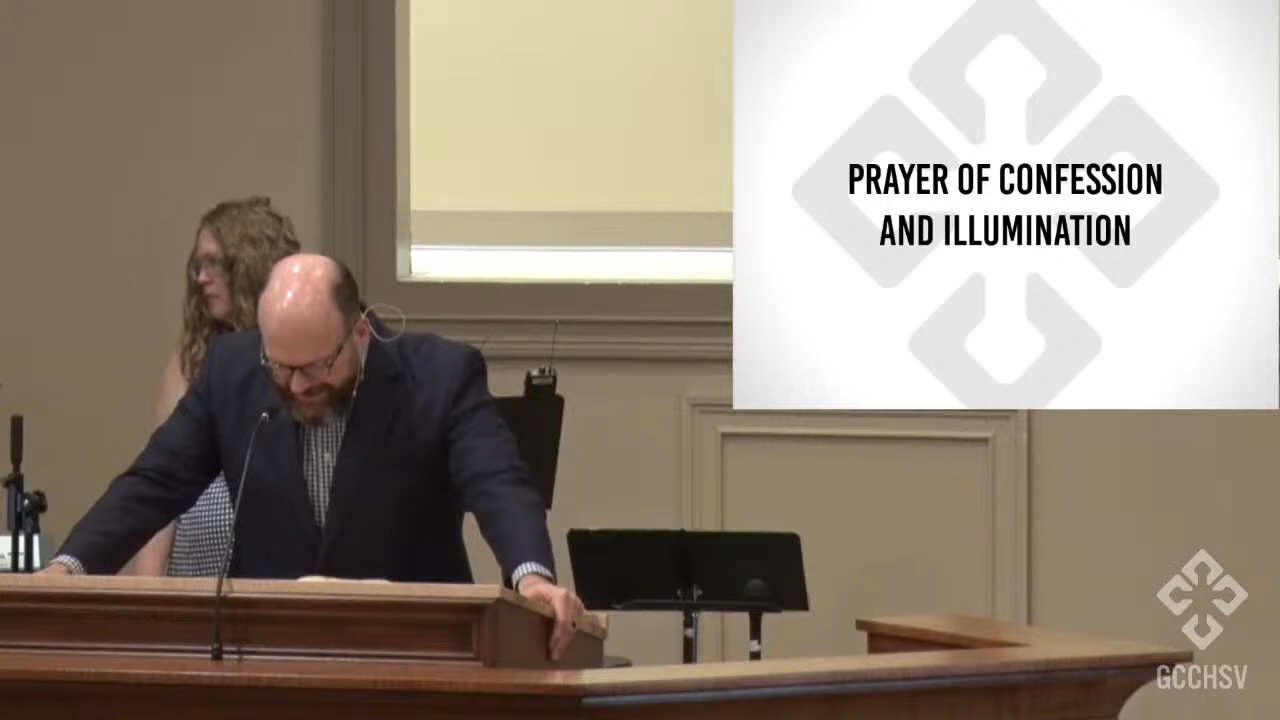 PRAYER OF CONFESSION
AND ILLUMINATION
GCCHSV